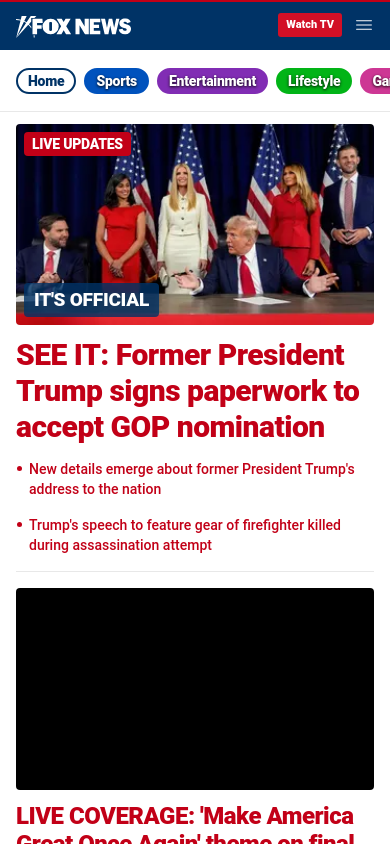 FOX NEWS
Watch TV
Home
Sports
Entertainment
Lifestyle
LIVE UPDATES
IT'S OFFICIAL
SEE IT: Former President
Trump signs paperwork to
accept GOP nomination
New details emerge about former President Trump's
address to the nation
Trump's speech to feature gear of firefighter killed
during assassination attempt
LIVE COVERAGE: 'Make America
Great Once Again' theme on final